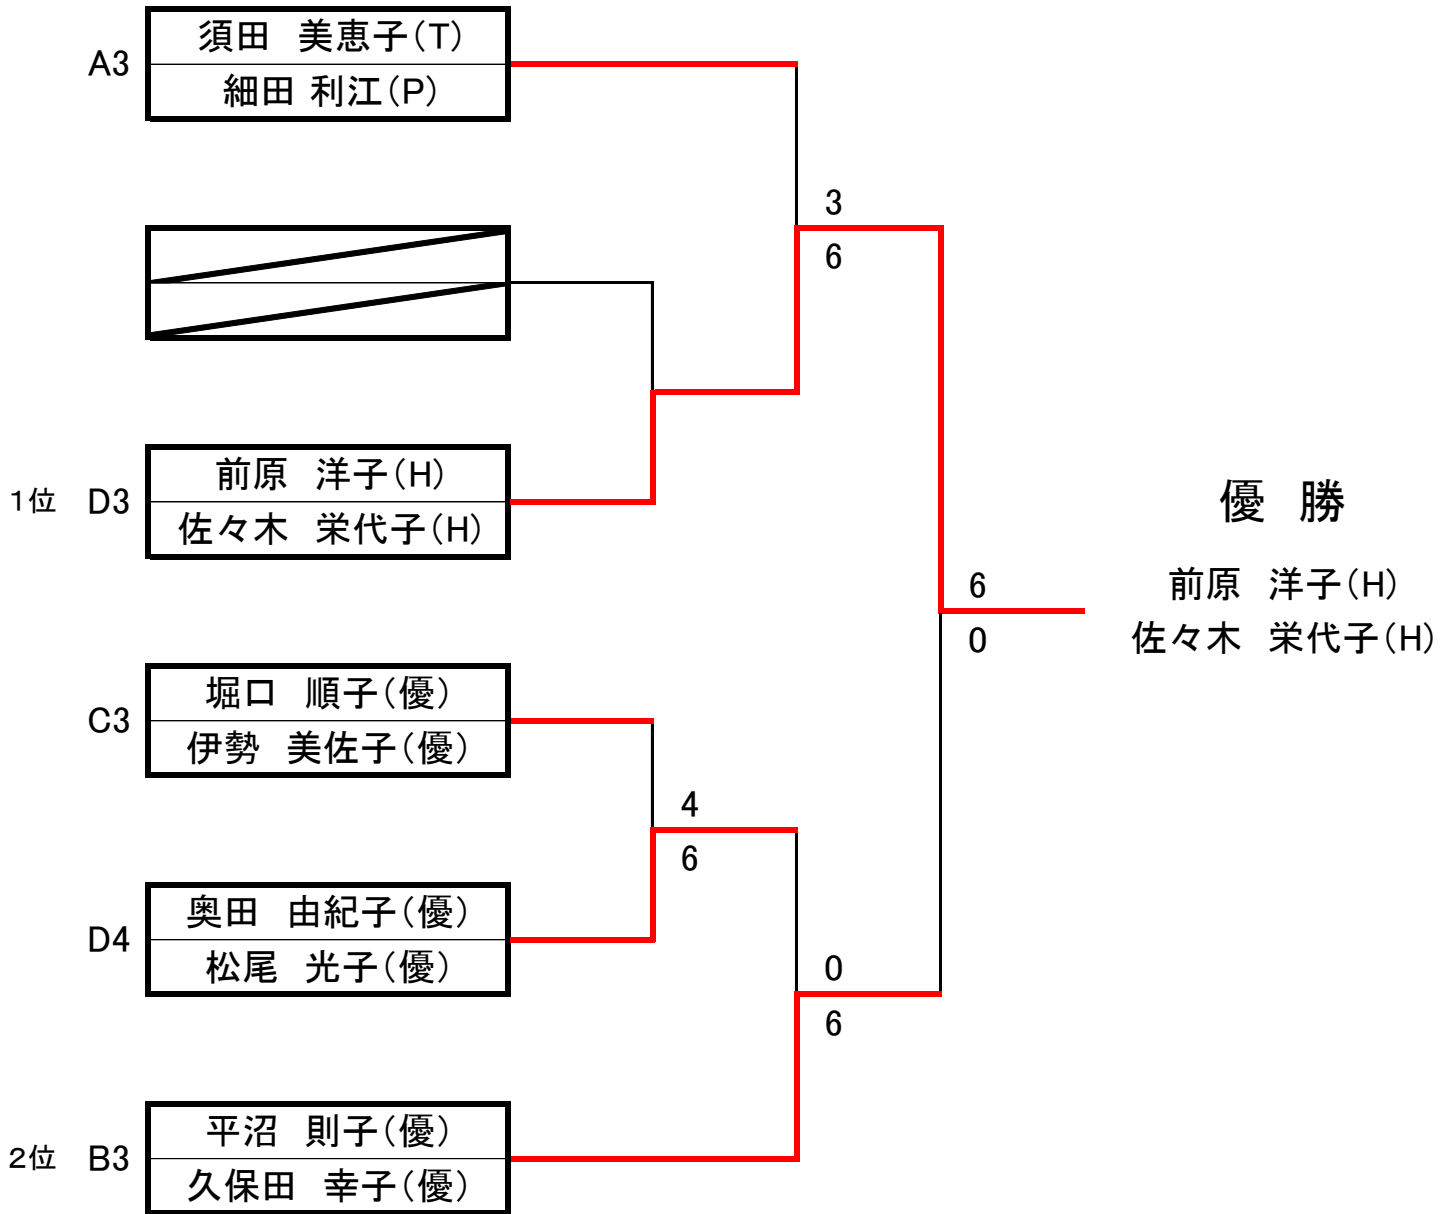 A3
須田　美恵子(T)
細田 利江(P)
3
6
1位 D3
前原　洋子(H)
佐々木　栄代子(H)
優　勝
前原　洋子(H)
佐々木　栄代子(H)
6
0
C3
堀口　順子(優)
伊勢　美佐子(優)
4
6
D4
奥田　由紀子(優)
松尾　光子(優)
0
6
2位 B3
平沼　則子(優)
久保田　幸子(優)